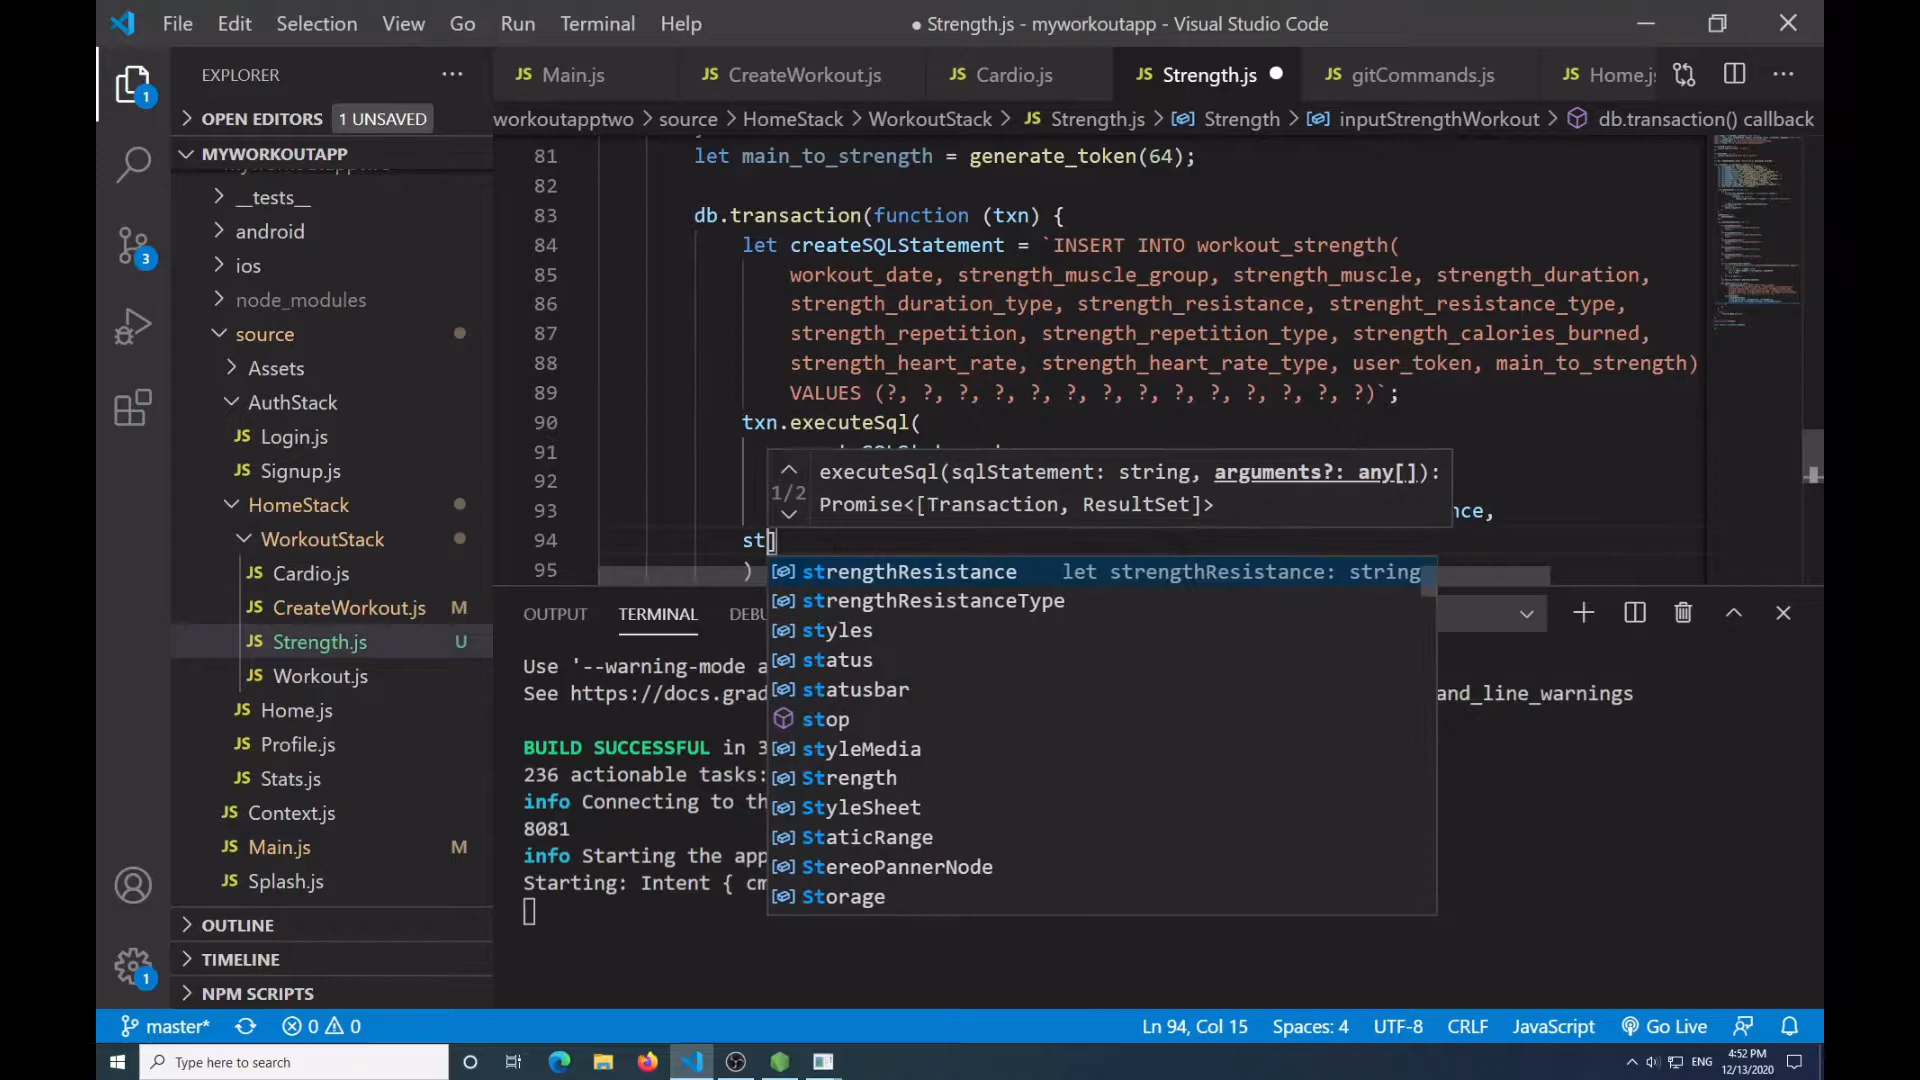 File Edit Selection View Go Run Terminal Help ● Strength.js - myworkoutapp - Visual Studio Code
EXPLORER
JS Main.js JS CreateWorkout.js JS Cardio.js JS Strength.js JS gitCommands.js JS Home.js
OPEN EDITORS 1 UNSAVED
workoutapptwo > source > HomeStack > WorkoutStack > JS Strength.js > Strength > inputStrengthWorkout > db.transaction() callback
MYWORKOUTAPP
__tests__
android
ios
node_modules
source
Assets
AuthStack
JS Login.js
JS Signup.js
HomeStack
WorkoutStack
JS Cardio.js
JS CreateWorkout.js M
JS Strength.js U
JS Workout.js
JS Home.js
JS Profile.js
JS Stats.js
JS Context.js
JS Main.js M
JS Splash.js
OUTLINE
TIMELINE
NPM SCRIPTS
1
3
1
81 let main_to_strength = generate_token(64);
82
83 db.transaction(function (txn) {
84 let createSQLStatement = `INSERT INTO workout_strength(
85 workout_date, strength_muscle_group, strength_muscle, strength_duration,
86 strength_duration_type, strength_resistance, strenght_resistance_type,
87 strength_repetition, strength_repetition_type, strength_calories_burned,
88 strength_heart_rate, strength_heart_rate_type, user_token, main_to_strength)
89 VALUES (?, ?, ?, ?, ?, ?, ?, ?, ?, ?, ?, ?, ?, ?)`;
90 txn.executeSql(
91
92
93 nce,
94 st]
95 )
executeSql(sqlStatement: string, arguments?: any[]):
1/2
Promise<[Transaction, ResultSet]>
strengthResistance let strengthResistance: string
strengthResistanceType
styles
status
statusbar
stop
styleMedia
Strength
StyleSheet
StaticRange
StereoPannerNode
Storage
OUTPUT TERMINAL DEBU
Use '--warning-mode a
See https://docs.grad and_line_warnings
BUILD SUCCESSFUL in 3
236 actionable tasks:
info Connecting to th
8081
info Starting the app
Starting: Intent { cm
master* 0 0 Ln 94, Col 15 Spaces: 4 UTF-8 CRLF JavaScript Go Live
Type here to search ENG 4:52 PM
12/13/2020